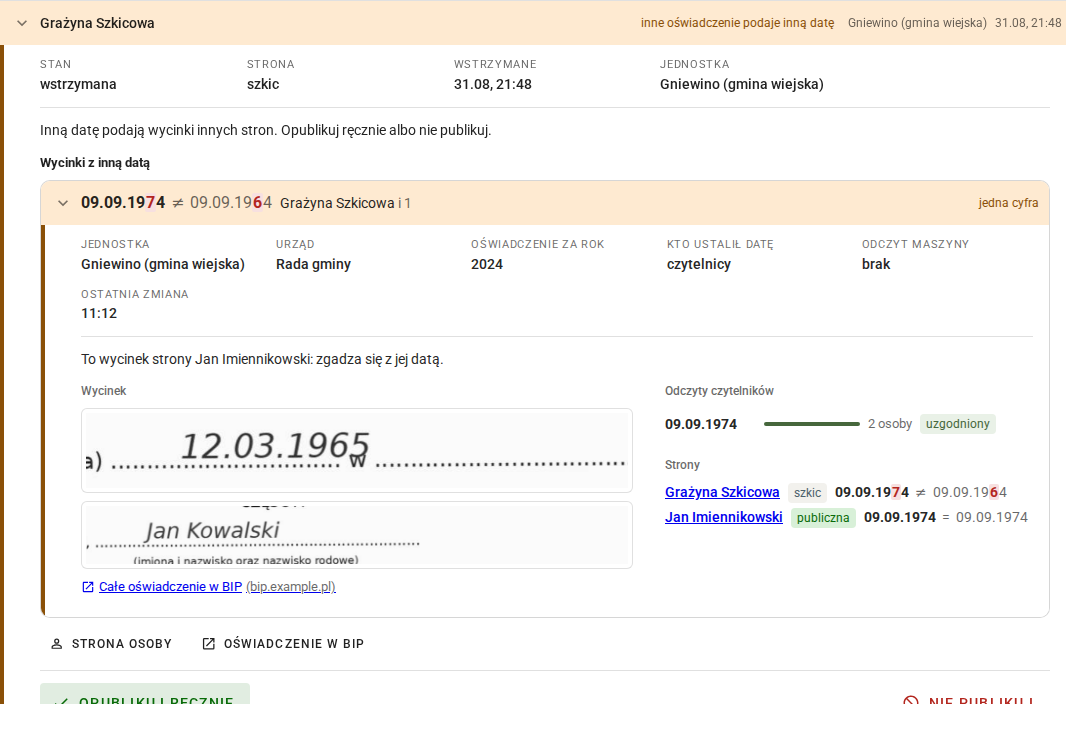 Grażyna Szkicowa inne oświadczenie podaje inną datę Gniewino (gmina wiejska) 31.08, 21:48
STAN STRONA WSTRZYMANE JEDNOSTKA
wstrzymana szkic 31.08, 21:48 Gniewino (gmina wiejska)
Inną datę podają wycinki innych stron. Opublikuj ręcznie albo nie publikuj.
Wycinki z inną datą
09.09.1974 ≠ 09.09.1964 Grażyna Szkicowa i 1 jedna cyfra
JEDNOSTKA URZĄD OŚWIADCZENIE ZA ROK KTO USTALIŁ DATĘ ODCZYT MASZYNY
Gniewino (gmina wiejska) Rada gminy 2024 czytelnicy brak
OSTATNIA ZMIANA
11:12
To wycinek strony Jan Imiennikowski: zgadza się z jej datą.
Wycinek
a) 12.03.1965 w
Jan Kowalski
(imiona i nazwisko oraz nazwisko rodowe)
Całe oświadczenie w BIP (bip.example.pl)
Odczyty czytelników
09.09.1974 2 osoby uzgodniony
Strony
Grażyna Szkicowa szkic 09.09.1974 ≠ 09.09.1964
Jan Imiennikowski publiczna 09.09.1974 = 09.09.1974
STRONA OSOBY OŚWIADCZENIE W BIP
OPUBLIKUJ RĘCZNIE NIE PUBLIKUJ